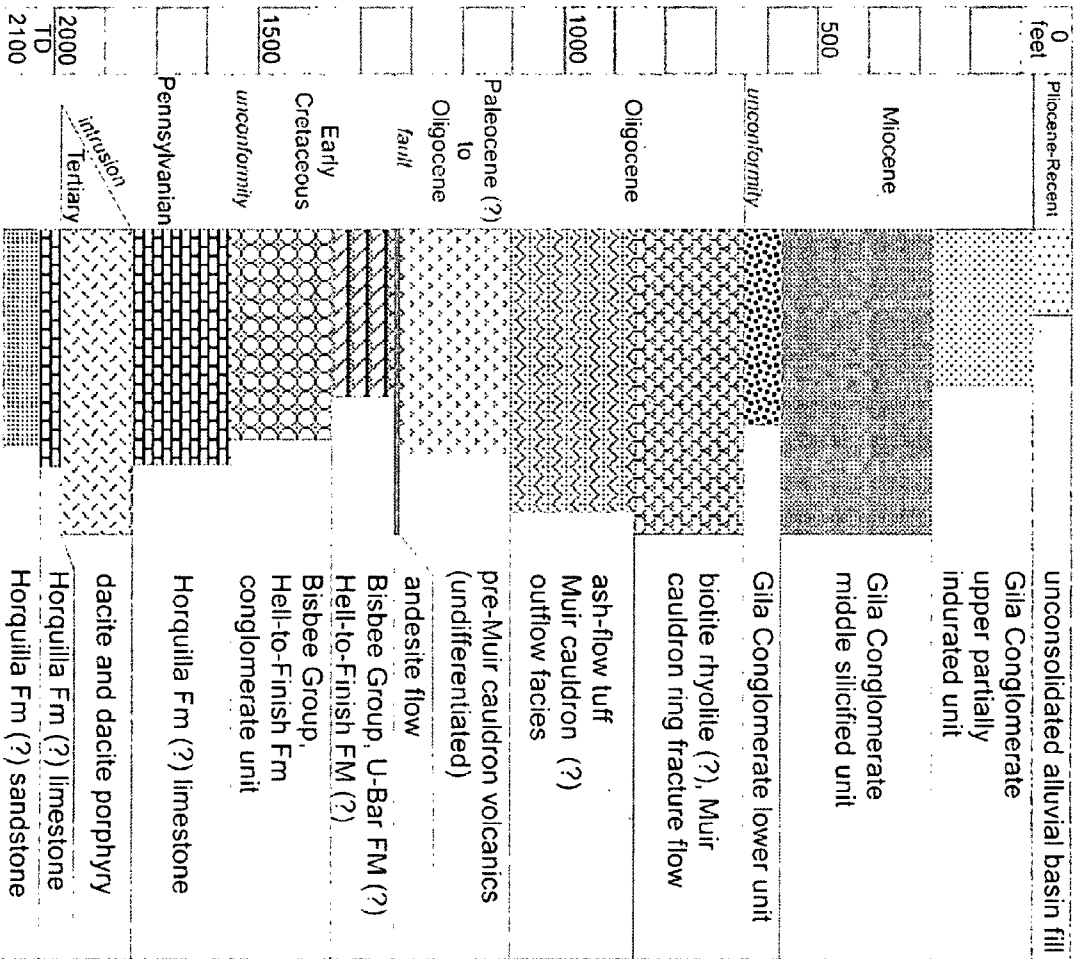 0
feet
500
1000
1500
2000
TD
2100
Pliocene-Recent
Miocene
unconformity
Oligocene
Paleocene (?)
to
Oligocene
fault
Early
Cretaceous
unconformity
Pennsylvanian
intrusion
Tertiary
unconsolidated alluvial basin fill
Gila Conglomerate
upper partially
indurated unit
Gila Conglomerate
middle silicified unit
Gila Conglomerate lower unit
biotite rhyolite (?), Muir
cauldron ring fracture flow
ash-flow tuff
Muir cauldron (?)
outflow facies
pre-Muir cauldron volcanics
(undifferentiated)
andesite flow
Bisbee Group, U-Bar FM (?)
Hell-to-Finish FM (?)
Bisbee Group,
Hell-to-Finish Fm
conglomerate unit
Horquilla Fm (?) limestone
dacite and dacite porphyry
Horquilla Fm (?) limestone
Horquilla Fm (?) sandstone